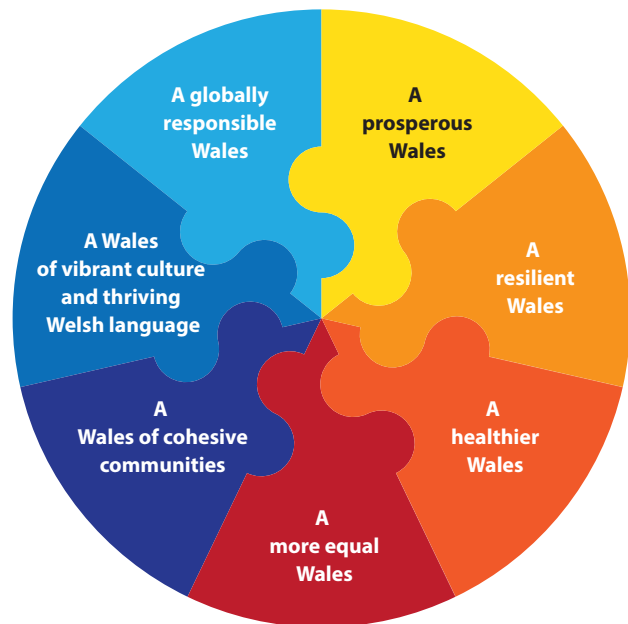 A
prosperous
Wales
A
resilient
Wales
A
healthier
Wales
A
more equal
Wales
A
Wales of cohesive
communities
A Wales
of vibrant culture
and thriving
Welsh language
A globally
responsible
Wales